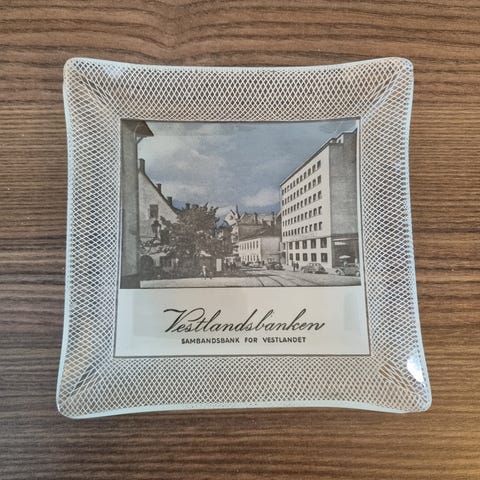 Vestlandsbanken
SAMBANDSBANK FOR VESTLANDET